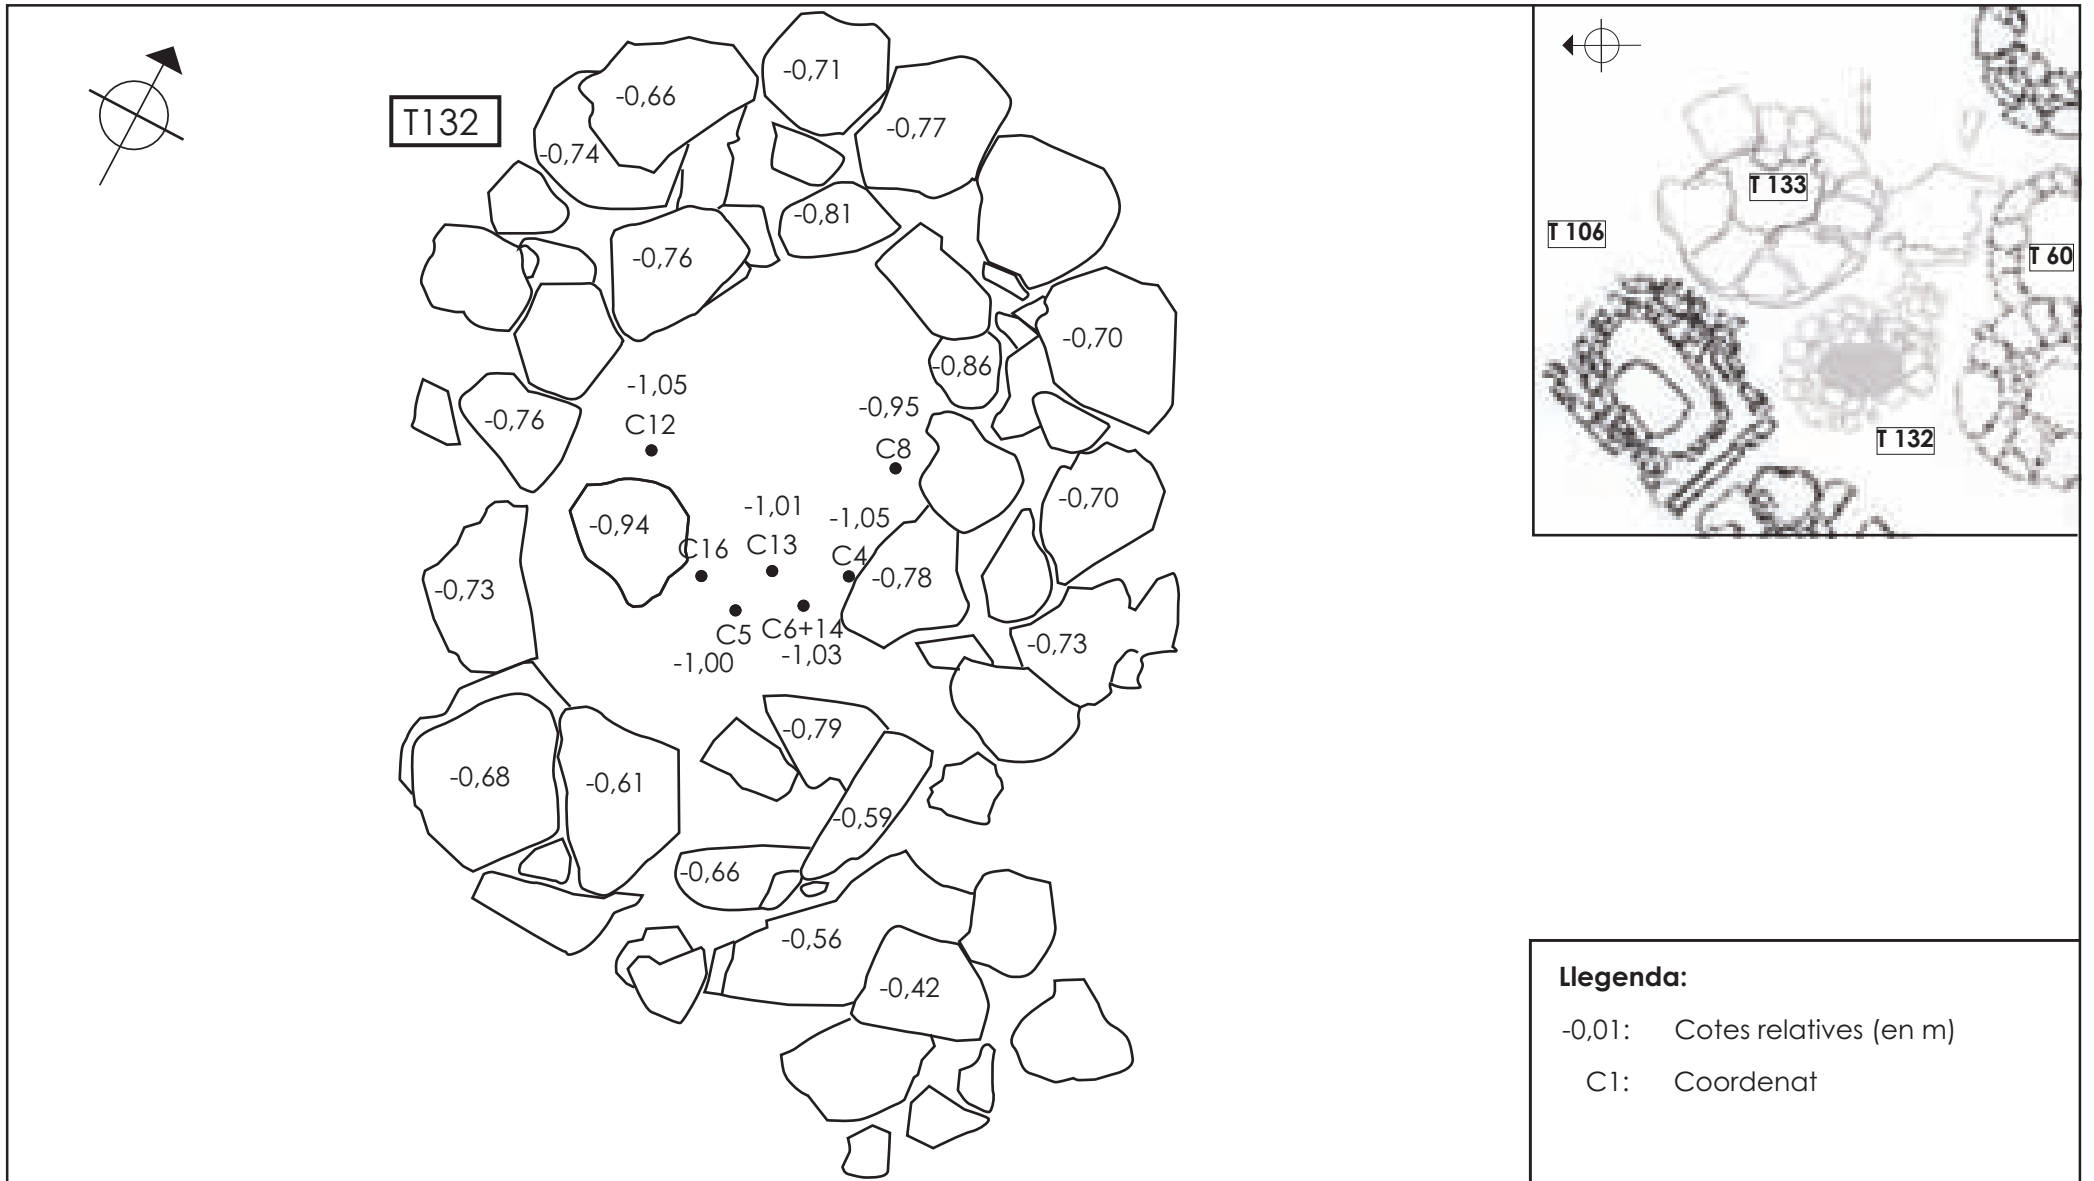 T132
-0,66
-0,71
-0,77
-0,74
-0,81
-0,76
-0,70
-0,86
-1,05
C12
-0,95
C8
-0,76
-0,70
-0,94
-1,01
C13
-1,05
C4
C16
-0,78
-0,73
C5
-1,00
C6+14
-1,03
-0,73
-0,79
-0,68
-0,61
-0,59
-0,66
-0,56
-0,42
T 133
T 106
T 60
T 132
Llegenda:
-0,01: Cotes relatives (en m)
C1: Coordenat